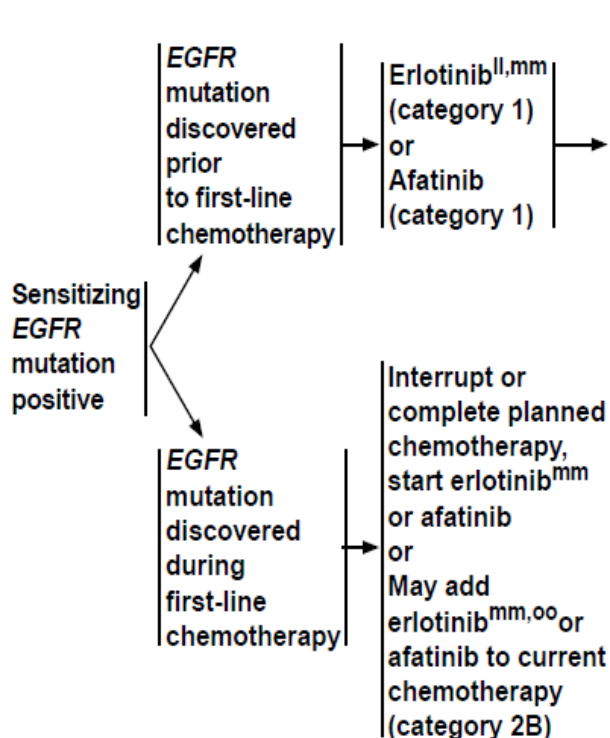 EGFR
mutation
discovered
prior
to first-line
chemotherapy
Erlotinibll,mm
(category 1)
or
Afatinib
(category 1)
Sensitizing
EGFR
mutation
positive
EGFR
mutation
discovered
during
first-line
chemotherapy
Interrupt or
complete planned
chemotherapy,
start erlotinibmm
or afatinib
or
May add
erlotinibmm,oo or
afatinib to current
chemotherapy
(category 2B)